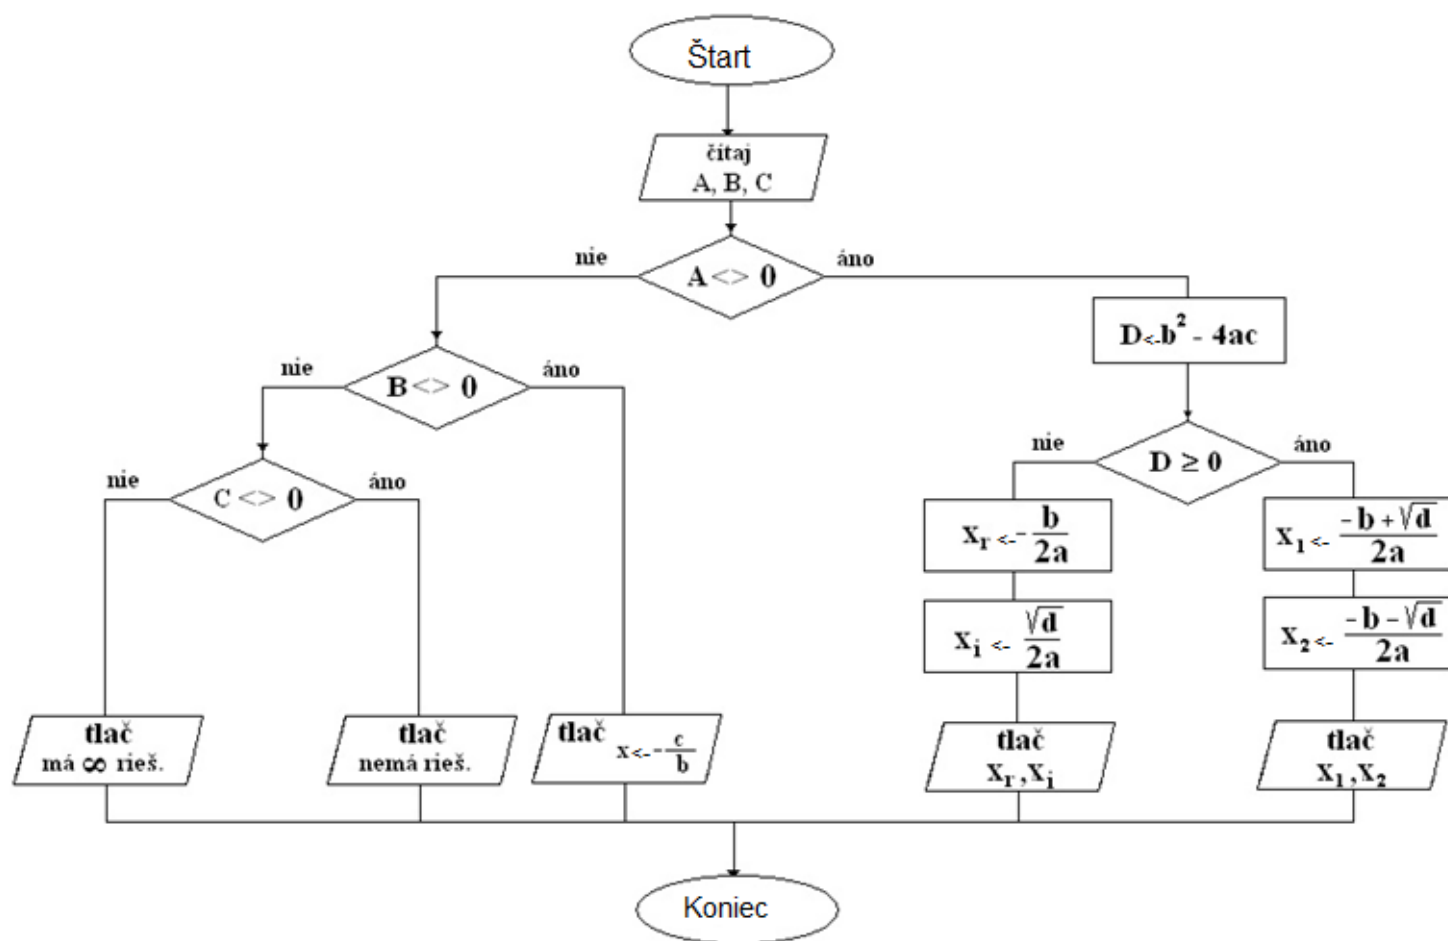 Štart
čítaj
A, B, C
nie
A <> 0
áno
D <- b² - 4ac
nie
B <> 0
áno
nie
D ≥ 0
áno
nie
C <> 0
áno
xᵣ <- - b/2a
x₁ <- -b + √d/2a
xᵢ <- √d/2a
x₂ <- -b - √d/2a
tlač
má ∞ rieš.
tlač
nemá rieš.
tlač x <- - c/b
tlač
xᵣ ,xᵢ
tlač
x₁ ,x₂
Koniec